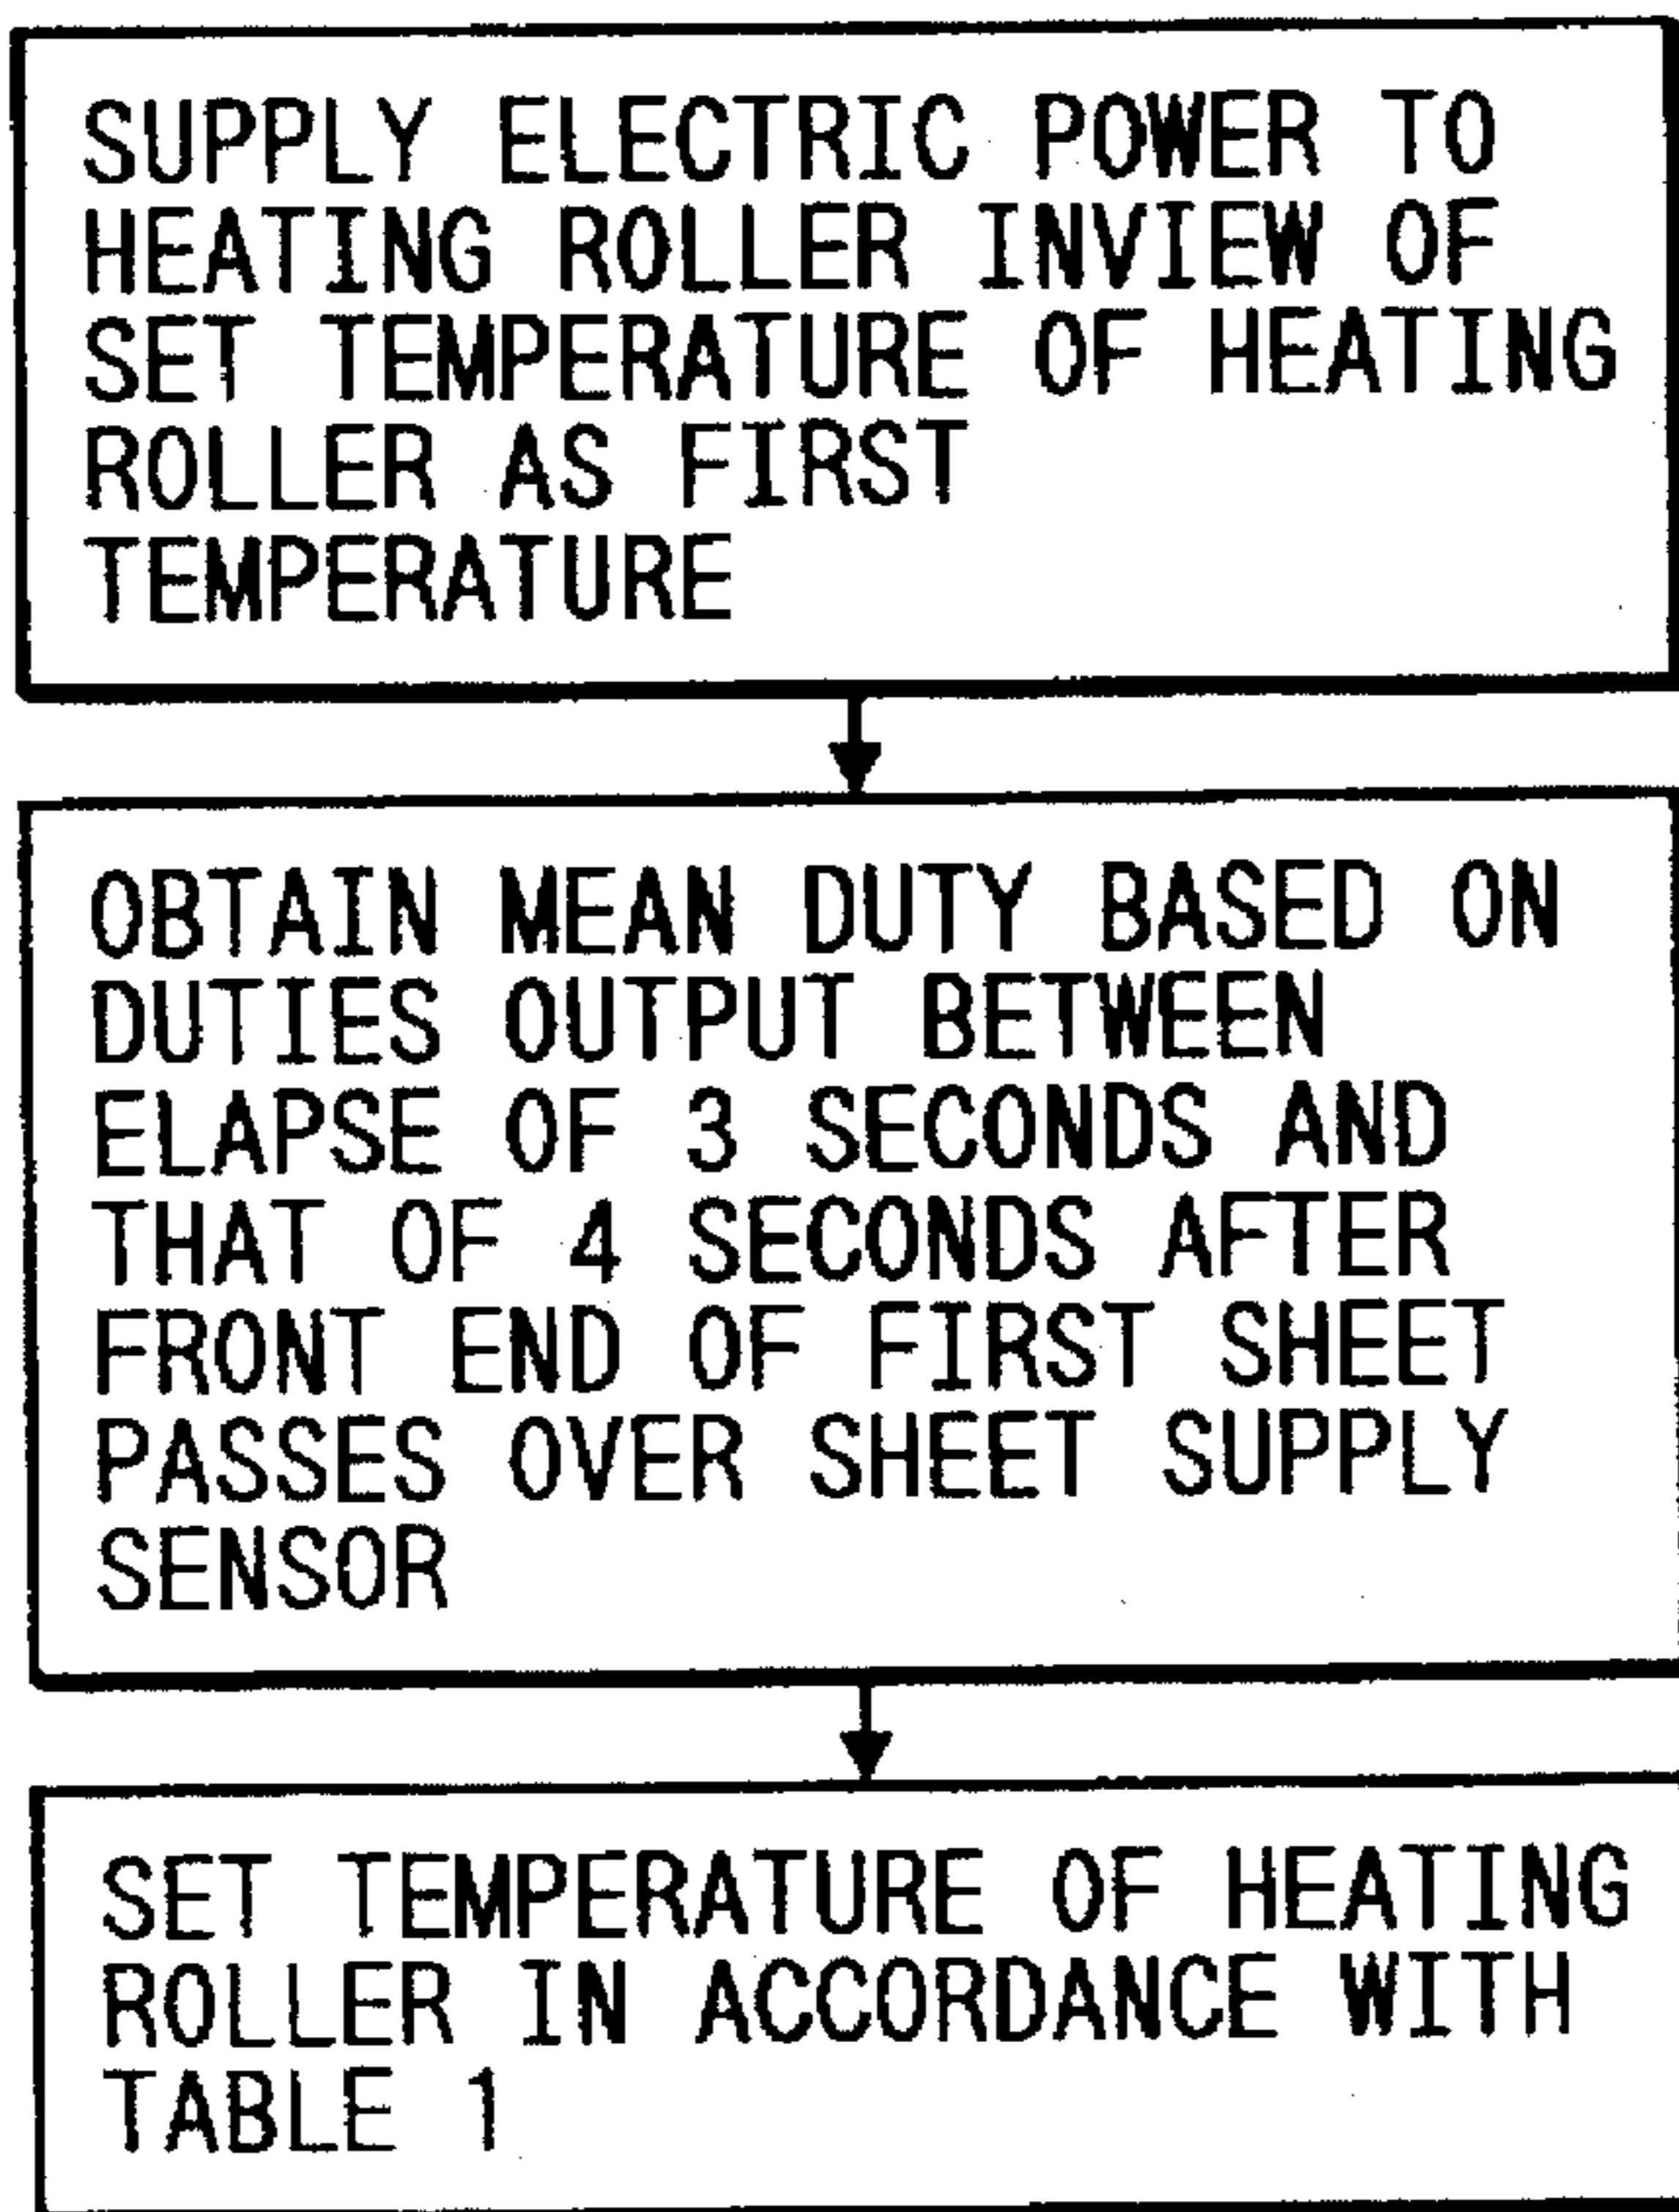 SUPPLY ELECTRIC POWER TO
HEATING ROLLER INVIEW OF
SET TEMPERATURE OF HEATING
ROLLER AS FIRST
TEMPERATURE
OBTAIN MEAN DUTY BASED ON
DUTIES OUTPUT BETWEEN
ELAPSE OF 3 SECONDS AND
THAT OF 4 SECONDS AFTER
FRONT END OF FIRST SHEET
PASSES OVER SHEET SUPPLY
SENSOR
SET TEMPERATURE OF HEATING
ROLLER IN ACCORDANCE WITH
TABLE 1